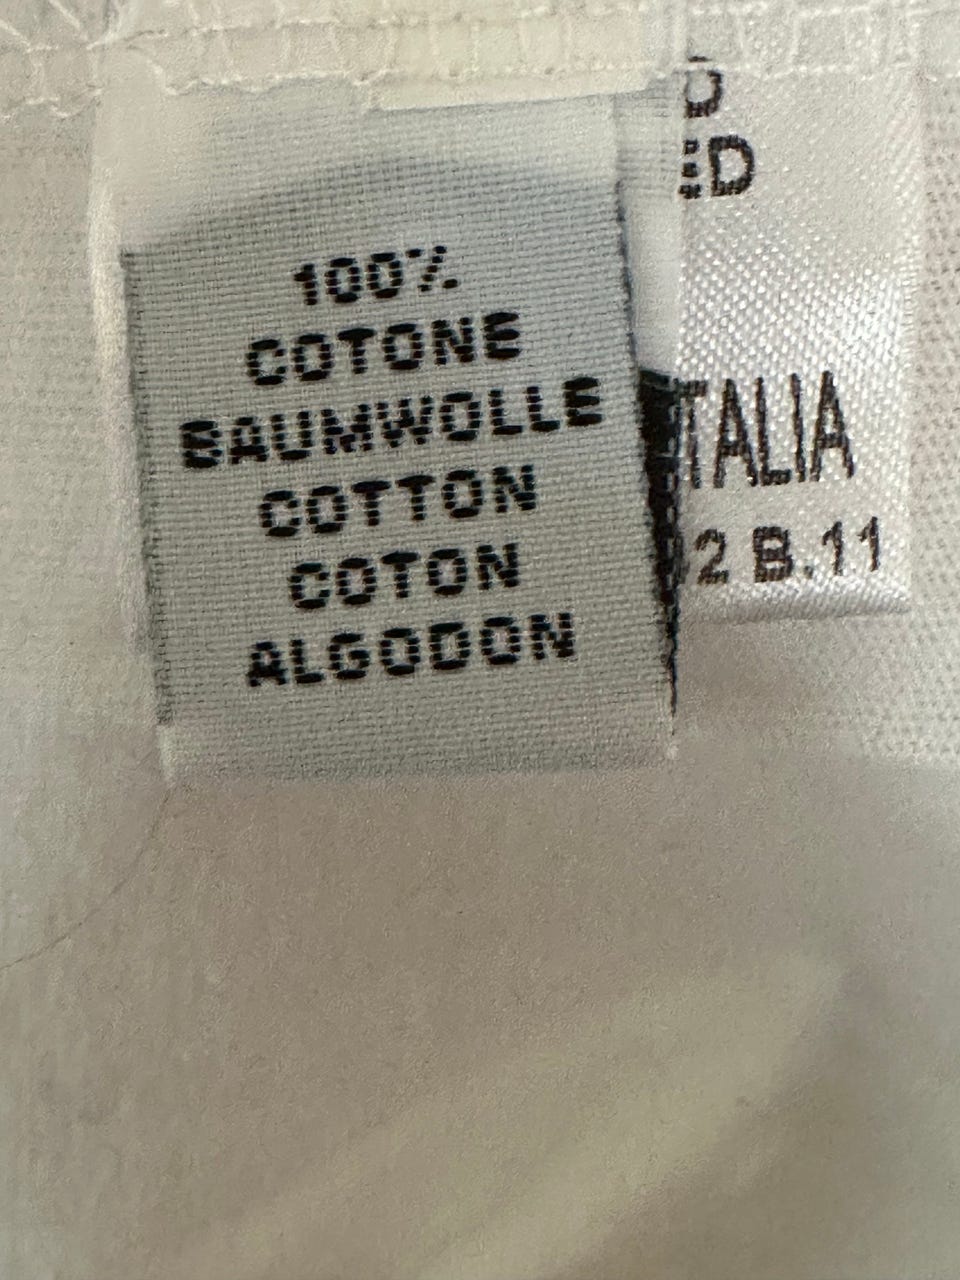 100%
COTONE
BAUMWOLLE
COTTON
COTON
ALGODON
TALIA
2 B.11